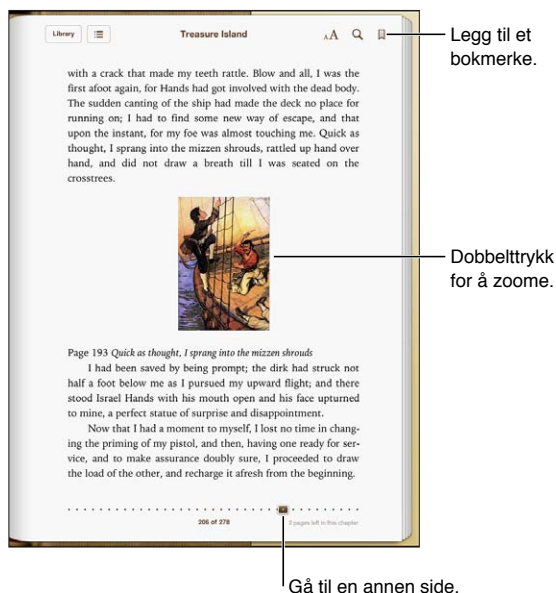 Library
Treasure Island
AA
Legg til et
bokmerke.
with a crack that made my teeth rattle. Blow and all, I was the
first afoot again, for Hands had got involved with the dead body.
The sudden canting of the ship had made the deck no place for
running on; I had to find some new way of escape, and that
upon the instant, for my foe was almost touching me. Quick as
thought, I sprang into the mizzen shrouds, rattled up hand over
hand, and did not draw a breath till I was seated on the
crosstrees.
Dobbelttrykk
for å zoome.
Page 193 Quick as thought, I sprang into the mizzen shrouds
I had been saved by being prompt; the dirk had struck not
half a foot below me as I pursued my upward flight; and there
stood Israel Hands with his mouth open and his face upturned
to mine, a perfect statue of surprise and disappointment.
Now that I had a moment to myself, I lost no time in chang-
ing the priming of my pistol, and then, having one ready for ser-
vice, and to make assurance doubly sure, I proceeded to draw
the load of the other, and recharge it afresh from the beginning.
206 of 278
2 pages left in this chapter
Gå til en annen side.